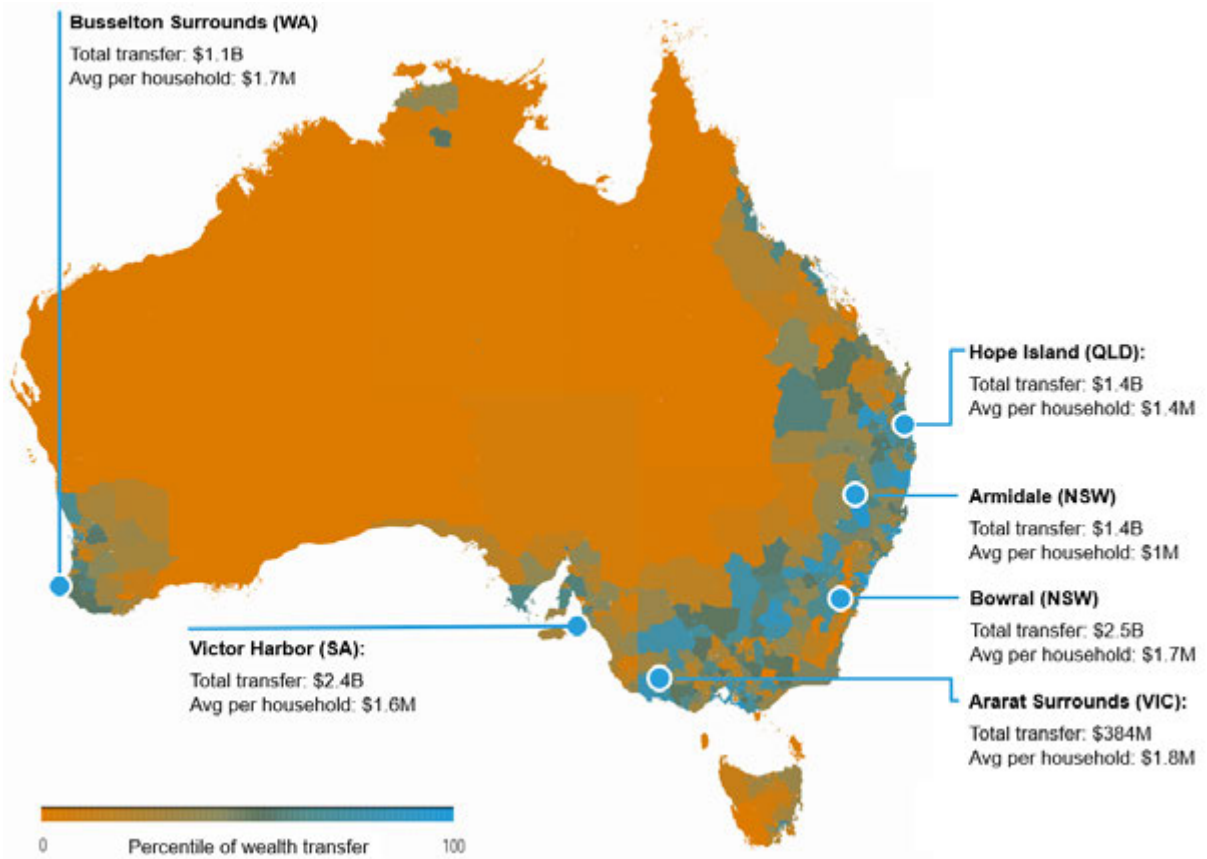 Busselton Surrounds (WA)
Total transfer: $1.1B
Avg per household: $1.7M
Hope Island (QLD):
Total transfer: $1.4B
Avg per household: $1.4M
Armidale (NSW)
Total transfer: $1.4B
Avg per household: $1M
Bowral (NSW)
Total transfer: $2.5B
Avg per household: $1.7M
Victor Harbor (SA):
Total transfer: $2.4B
Avg per household: $1.6M
Ararat Surrounds (VIC):
Total transfer: $384M
Avg per household: $1.8M
0
Percentile of wealth transfer
100